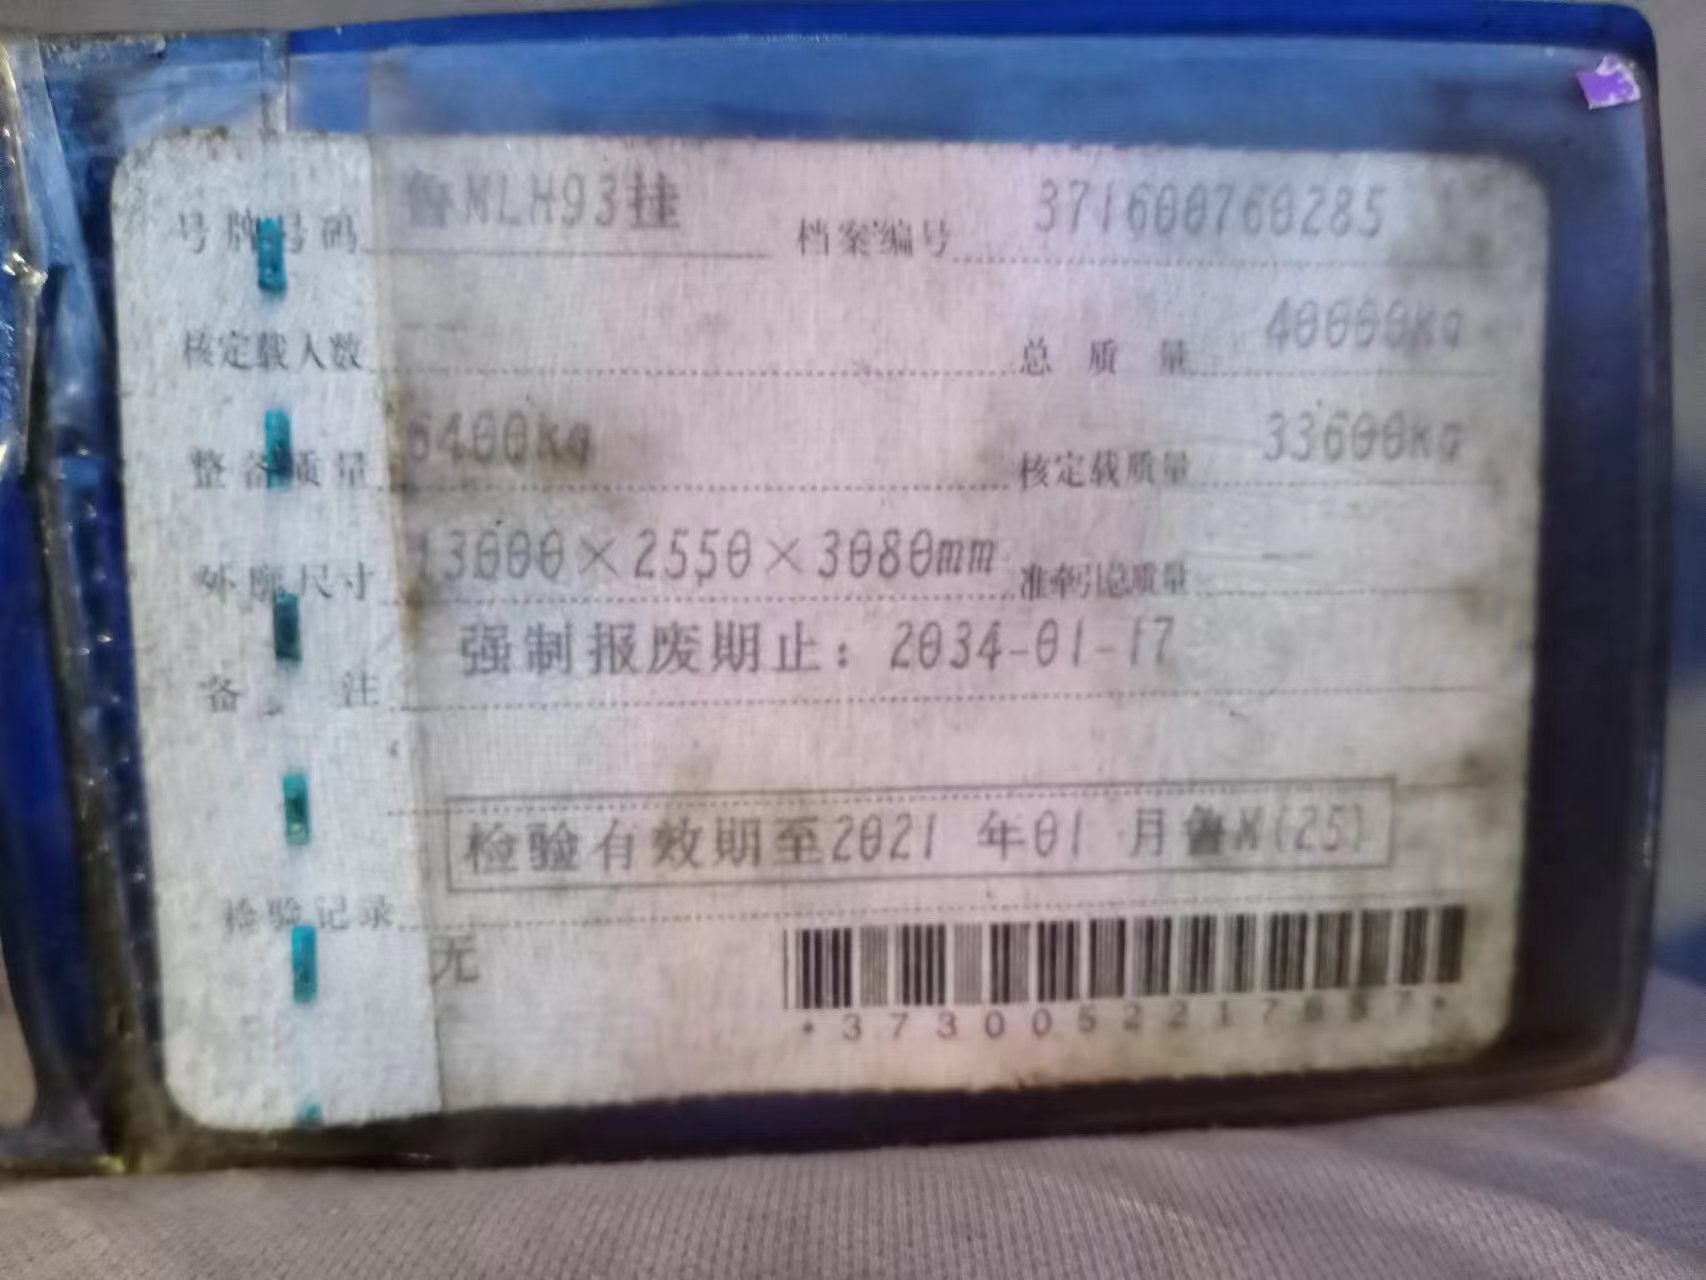 号牌号码 鲁MLH93挂 档案编号 371600760285
核定载人数 -- 总质量 40000kg
整备质量 6400kg 核定载质量 33600kg
外廓尺寸 13000×2550×3080mm 准牵引总质量 --
备注 强制报废期止：2034-01-17
检验有效期至2021 年01 月鲁M(25)
检验记录
无
*3730052217657*